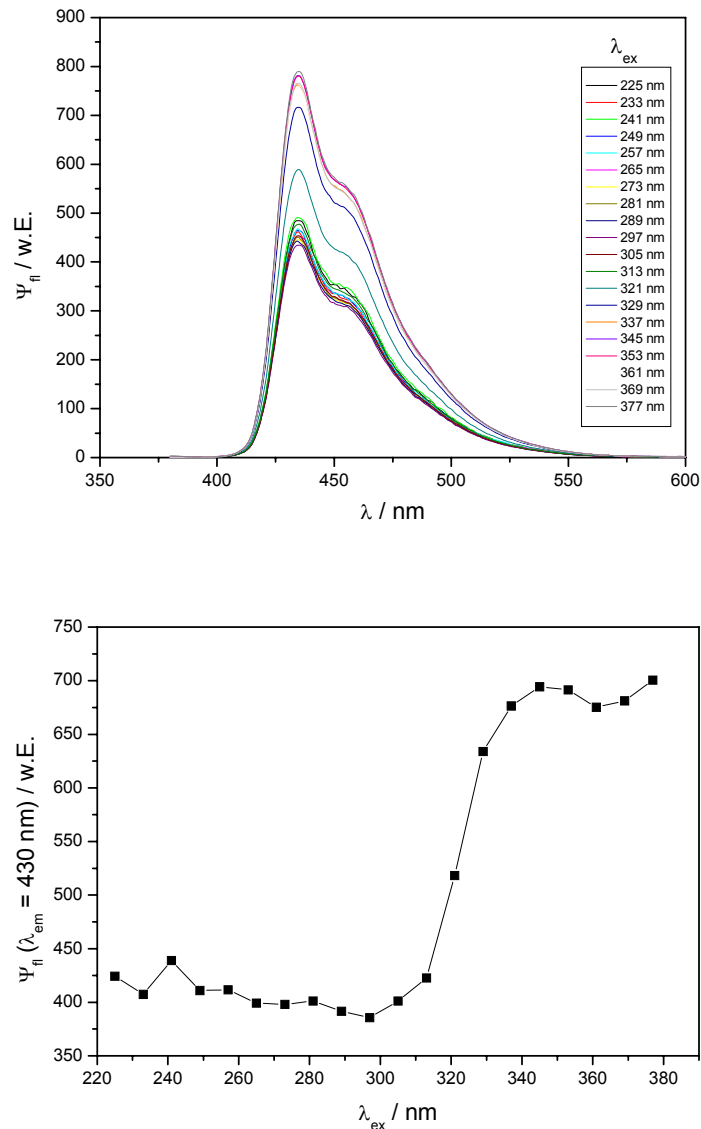 900
800
700
600
500
400
300
200
100
0
Ψfl / w.E.
350 400 450 500 550 600
λ / nm
λex
225 nm
233 nm
241 nm
249 nm
257 nm
265 nm
273 nm
281 nm
289 nm
297 nm
305 nm
313 nm
321 nm
329 nm
337 nm
345 nm
353 nm
361 nm
369 nm
377 nm
750
700
650
600
550
500
450
400
350
Ψfl (λem = 430 nm) / w.E.
220 240 260 280 300 320 340 360 380
λex / nm